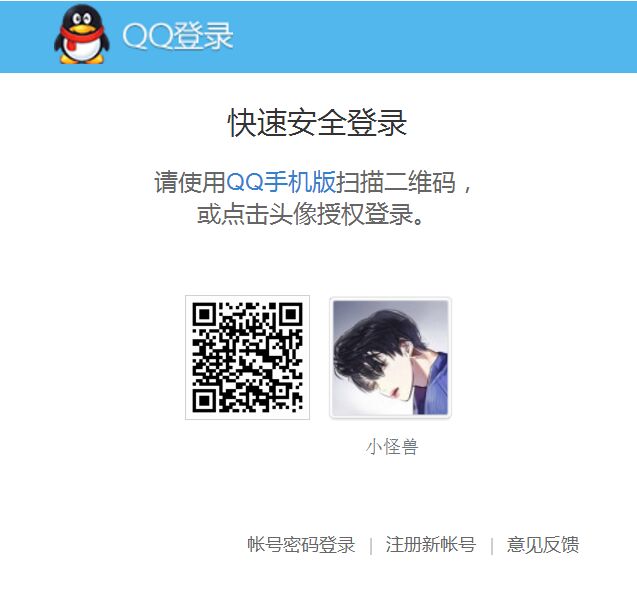 QQ登录
快速安全登录
请使用QQ手机版扫描二维码，
或点击头像授权登录。
小怪兽
帐号密码登录 | 注册新帐号 | 意见反馈